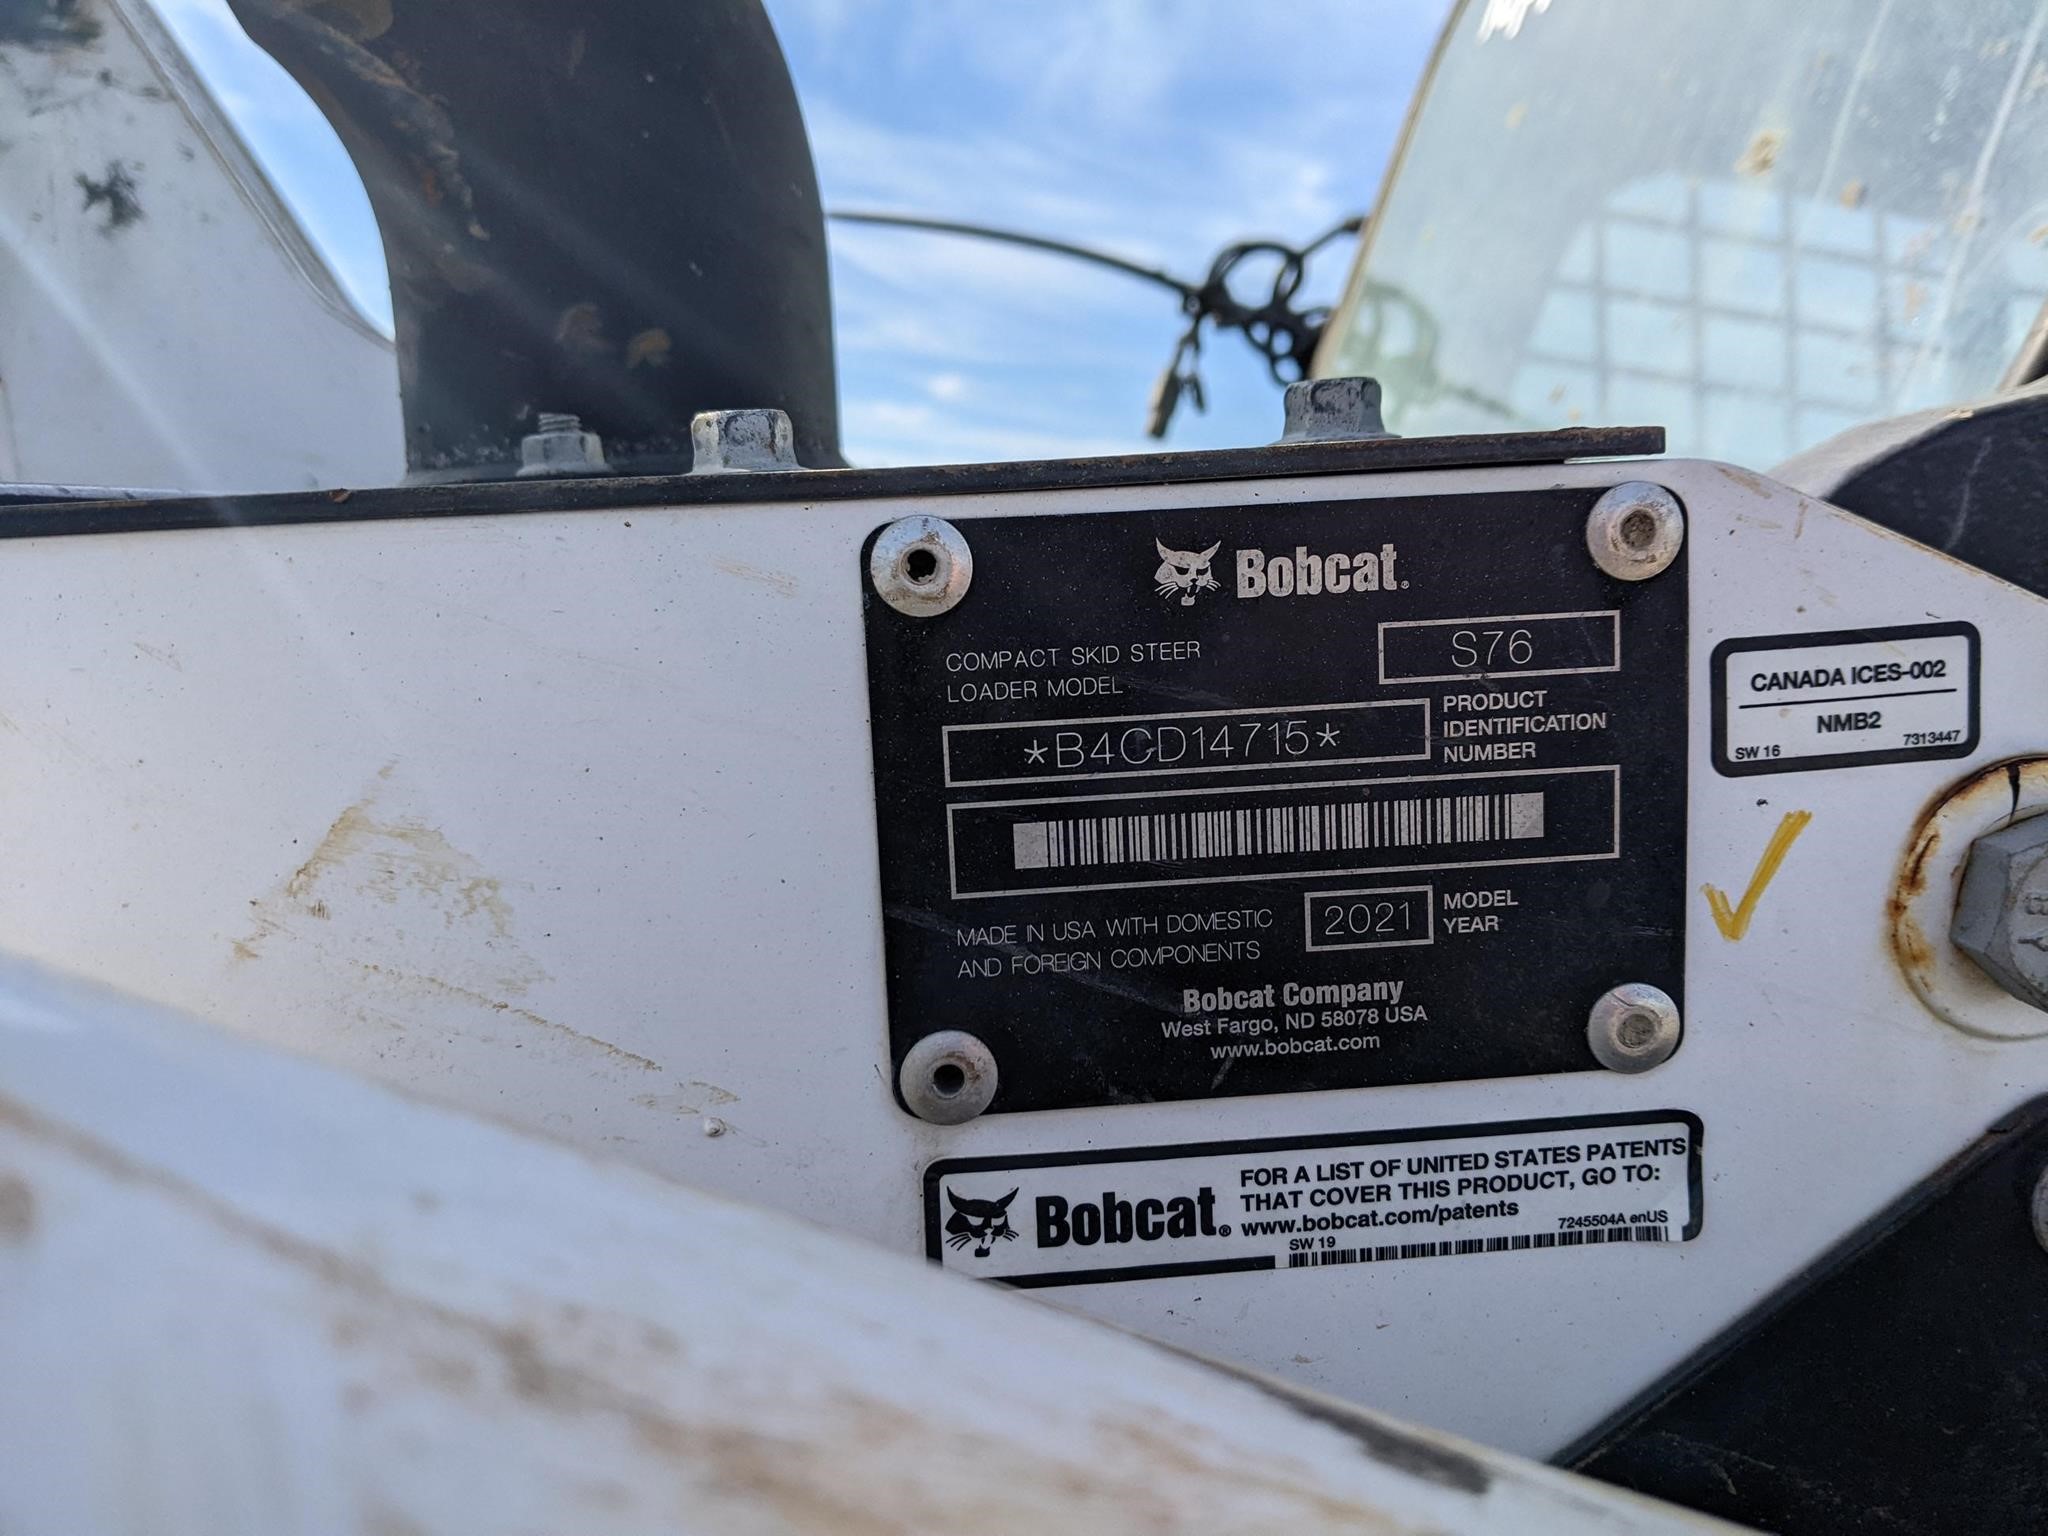 Bobcat®
COMPACT SKID STEER
LOADER MODEL
S76
*B4CD14715*
PRODUCT
IDENTIFICATION
NUMBER
MADE IN USA WITH DOMESTIC
AND FOREIGN COMPONENTS
2021
MODEL
YEAR
Bobcat Company
West Fargo, ND 58078 USA
www.bobcat.com
CANADA ICES-002
NMB2
SW 16
7313447
Bobcat®
FOR A LIST OF UNITED STATES PATENTS
THAT COVER THIS PRODUCT, GO TO:
www.bobcat.com/patents
7245504A enUS
SW 19